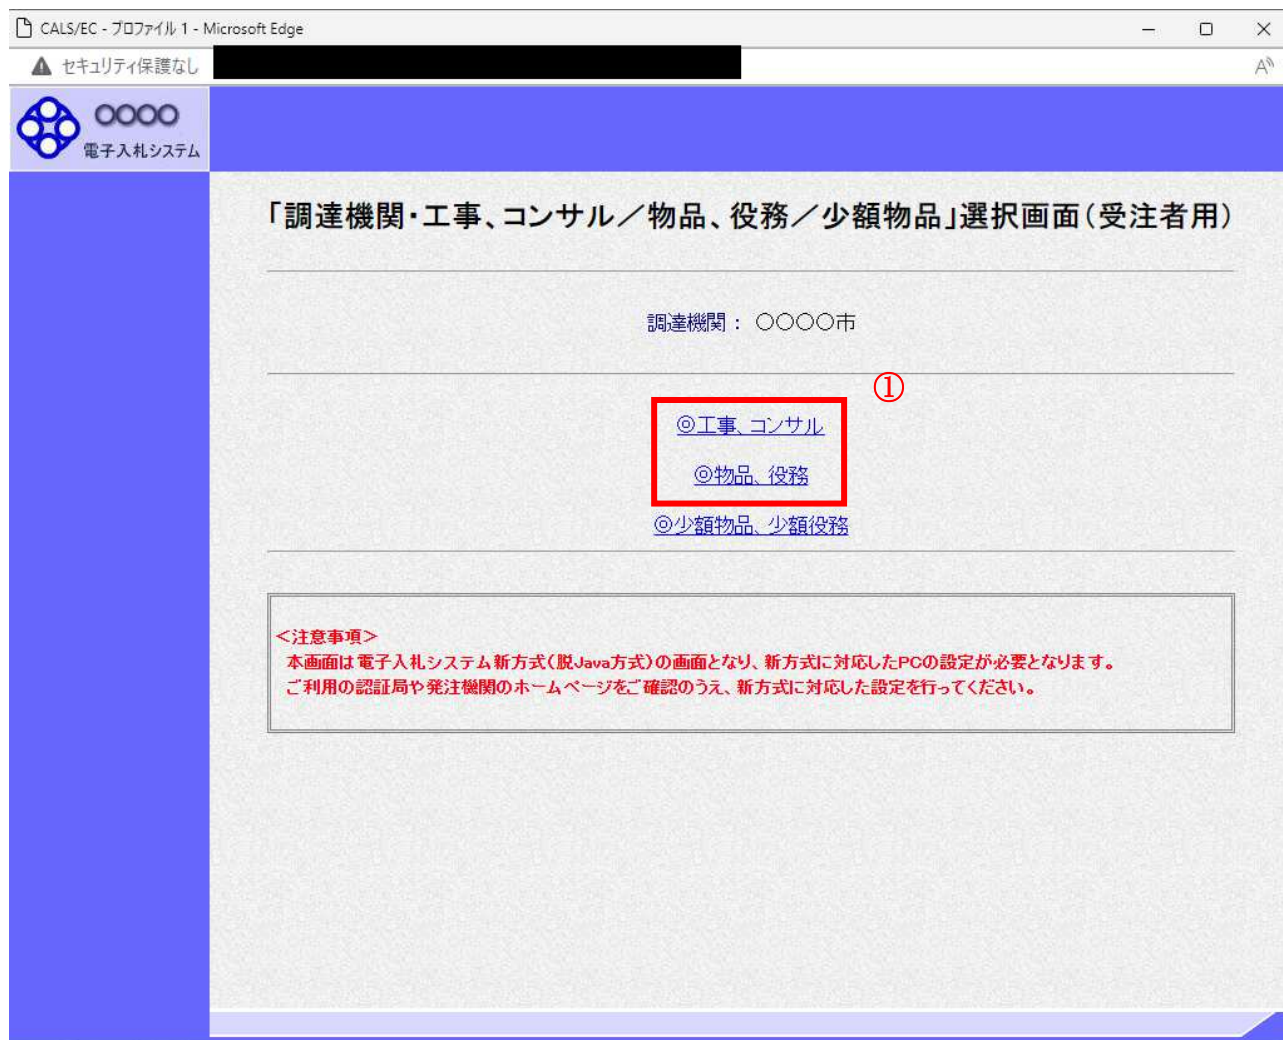 CALS/EC - プロファイル 1 - Microsoft Edge
セキュリティ保護なし
○○○○
電子入札システム
「調達機関・工事、コンサル／物品、役務／少額物品」選択画面（受注者用）
調達機関： ○○○○市
①
◎工事、コンサル
◎物品、役務
◎少額物品、少額役務
＜注意事項＞
本画面は電子入札システム新方式（脱Java方式）の画面となり、新方式に対応したPCの設定が必要となります。
ご利用の認証局や発注機関のホームページをご確認のうえ、新方式に対応した設定を行ってください。